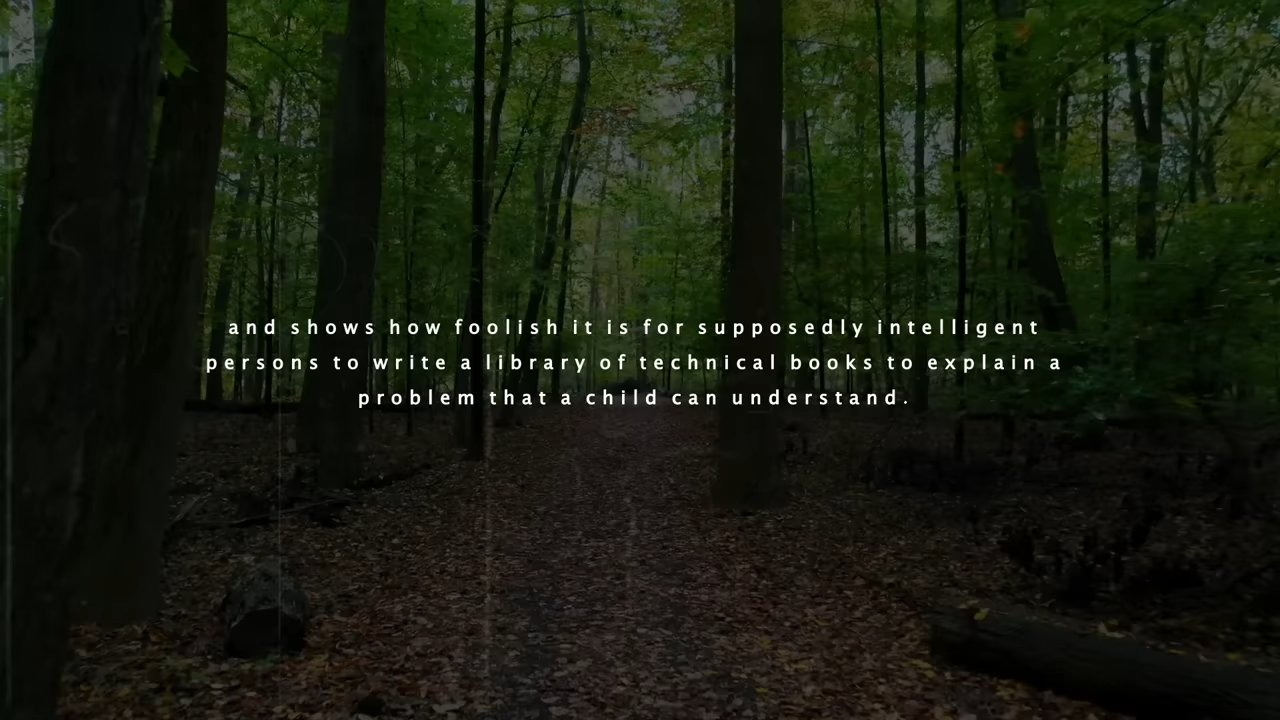 and shows how foolish it is for supposedly intelligent
persons to write a library of technical books to explain a
problem that a child can understand.